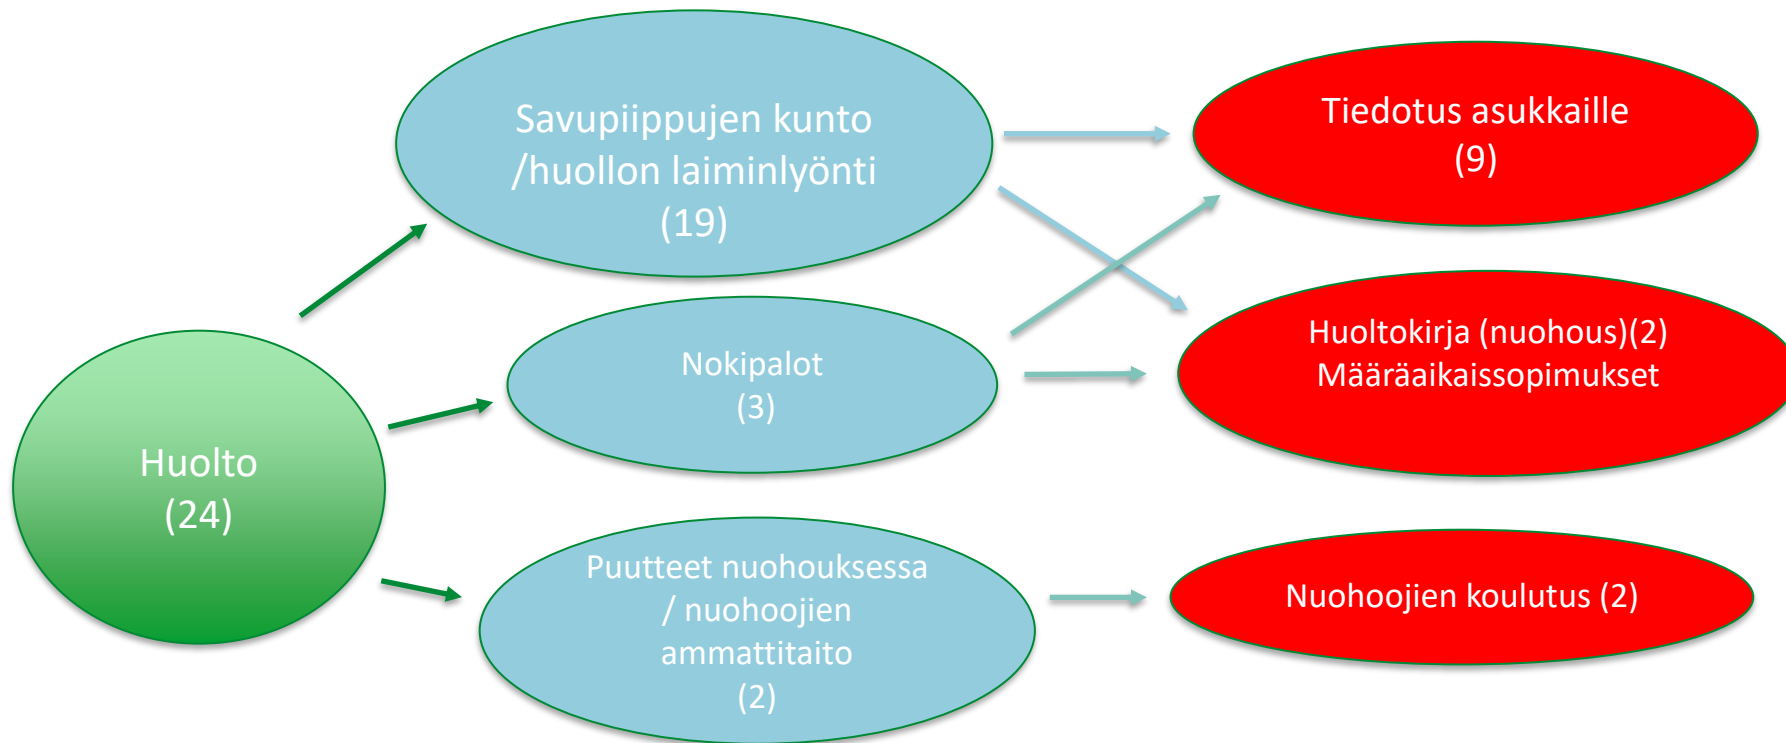 Huolto
(24)
Savupiippujen kunto
/huollon laiminlyönti
(19)
Nokipalot
(3)
Puutteet nuohouksessa
/ nuohoojien
ammattitaito
(2)
Tiedotus asukkaille
(9)
Huoltokirja (nuohous)(2)
Määräaikaissopimukset
Nuohoojien koulutus (2)